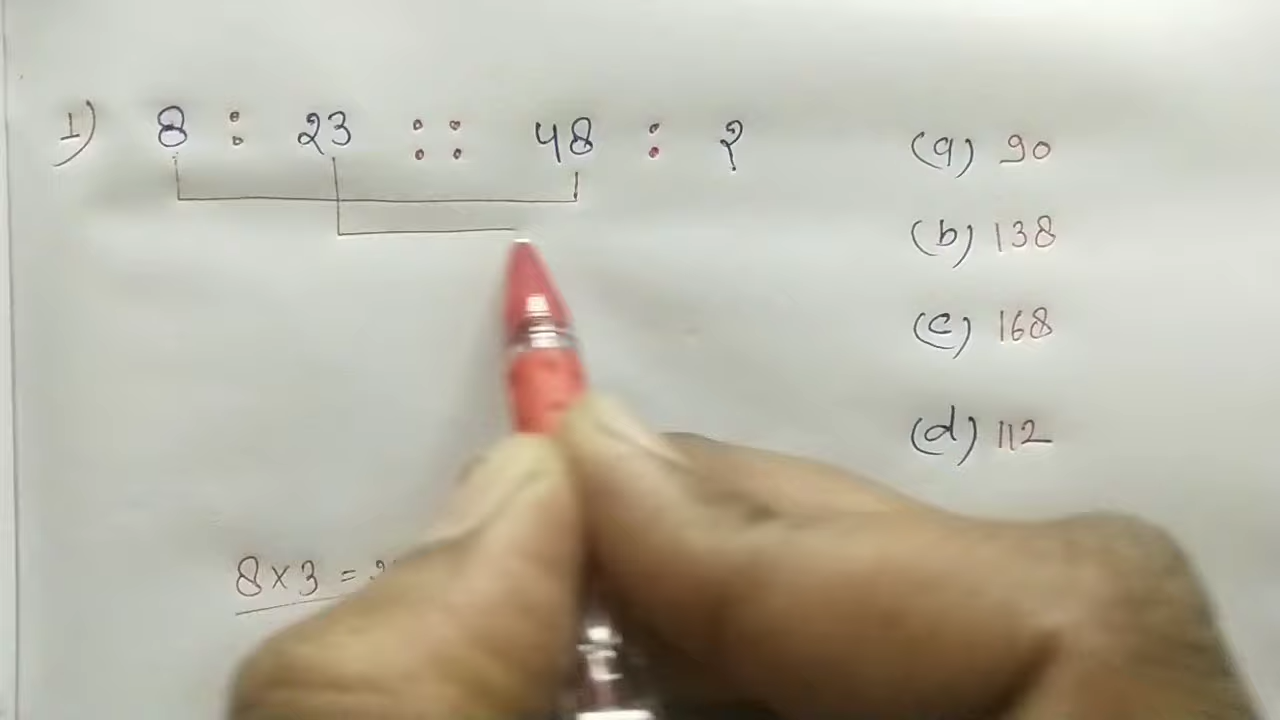 1) 8 : 23 :: 48 : ?
(a) 90
(b) 138
(c) 168
(d) 112
8 × 3 =